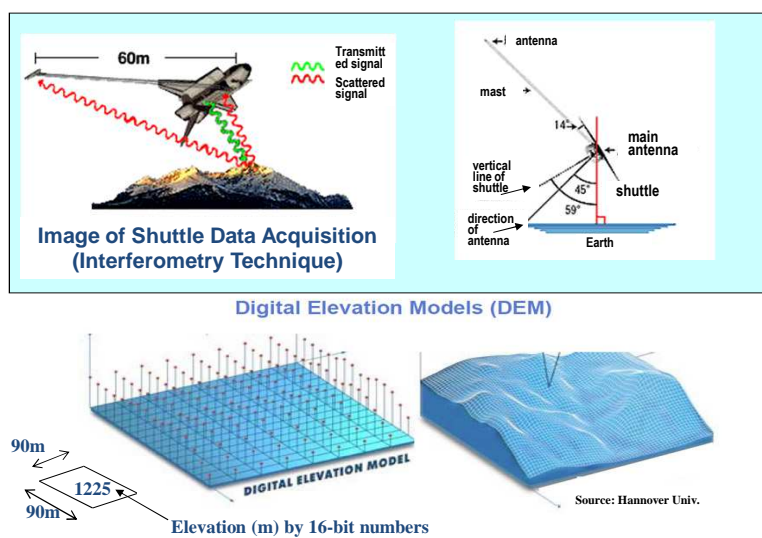 60m
Transmitt
ed signal
Scattered
signal
Image of Shuttle Data Acquisition
(Interferometry Technique)
antenna
mast
14°
main
antenna
vertical
line of
shuttle
shuttle
45°
59°
direction
of
antenna
Earth
Digital Elevation Models (DEM)
DIGITAL ELEVATION MODEL
90m
1225
90m
Elevation (m) by 16-bit numbers
Source: Hannover Univ.